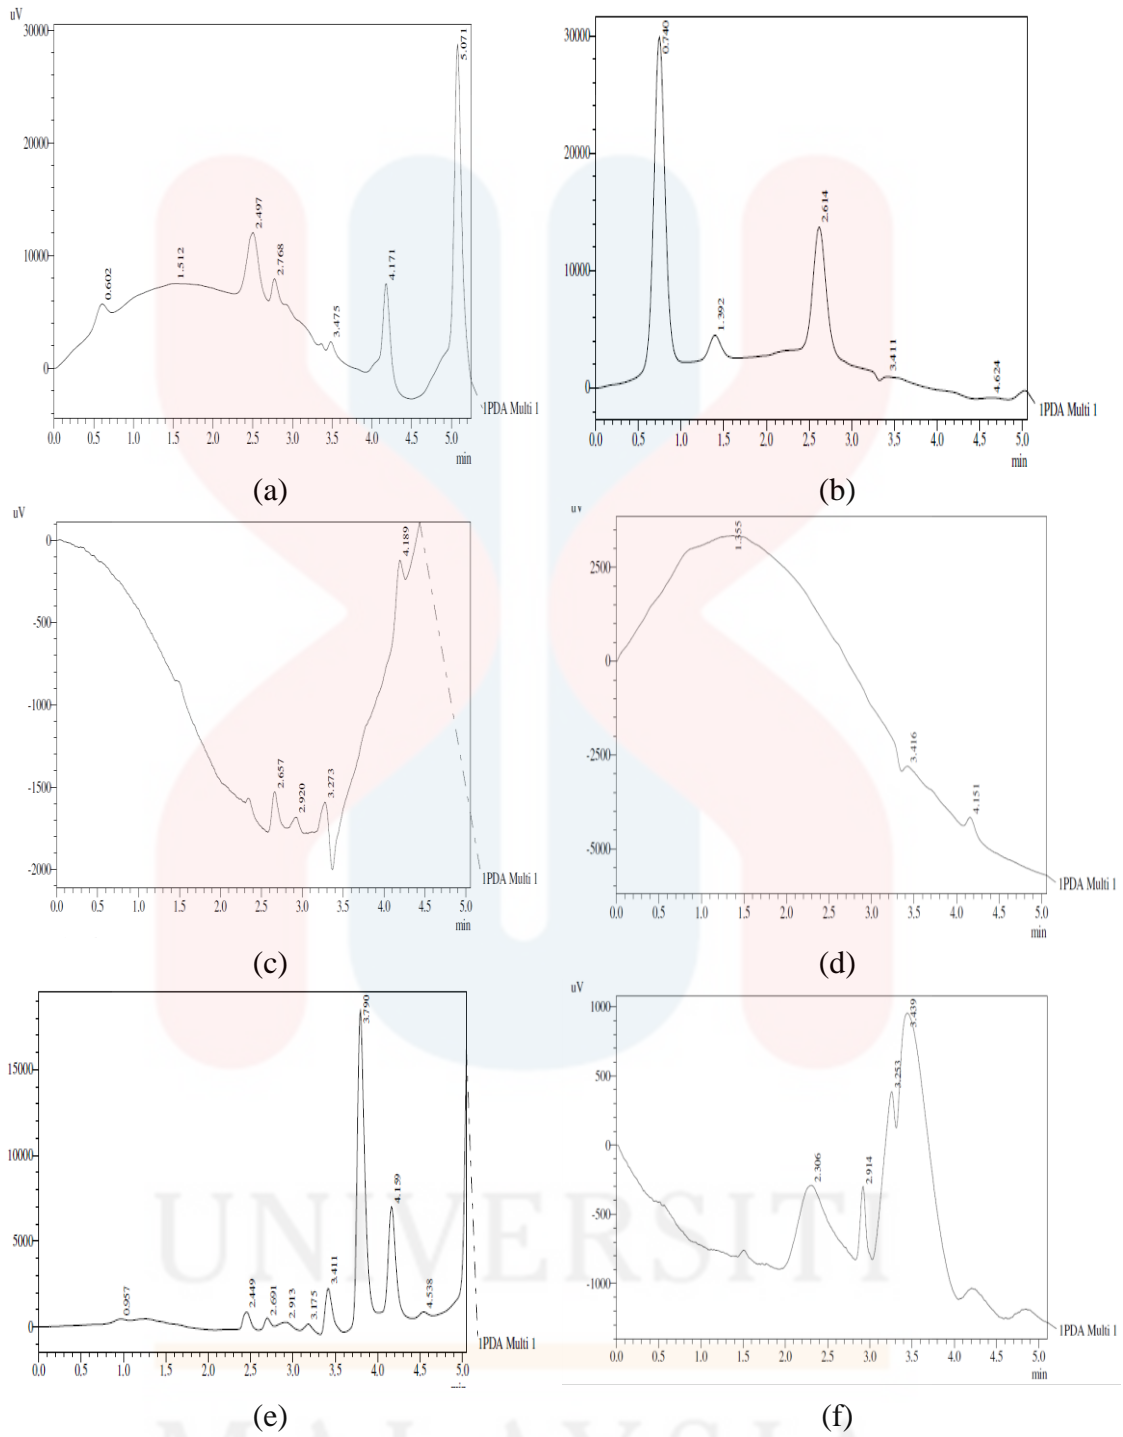 uV
30000
20000
10000
0
0.602
1.512
2.497
2.768
3.475
4.171
5.071
0.0 0.5 1.0 1.5 2.0 2.5 3.0 3.5 4.0 4.5 5.0
min
1PDA Multi 1
(a)
30000
20000
10000
0
0.740
1.392
2.614
3.411
4.624
0.0 0.5 1.0 1.5 2.0 2.5 3.0 3.5 4.0 4.5 5.0
min
1PDA Multi 1
(b)
uV
0
-500
-1000
-1500
-2000
2.657
2.920
3.273
4.189
0.0 0.5 1.0 1.5 2.0 2.5 3.0 3.5 4.0 4.5 5.0
min
1PDA Multi 1
(c)
uV
2500
0
-2500
-5000
1.355
3.416
4.151
0.0 0.5 1.0 1.5 2.0 2.5 3.0 3.5 4.0 4.5 5.0
min
1PDA Multi 1
(d)
15000
10000
5000
0
0.957
2.449
2.691
2.913
3.175
3.411
3.790
4.159
4.538
0.0 0.5 1.0 1.5 2.0 2.5 3.0 3.5 4.0 4.5 5.0
1PDA Multi 1
(e)
uV
1000
500
0
-500
-1000
2.306
2.914
3.253
3.439
0.0 0.5 1.0 1.5 2.0 2.5 3.0 3.5 4.0 4.5 5.0
min
1PDA Multi 1
(f)
UNIVERSITI
MALAYSIA